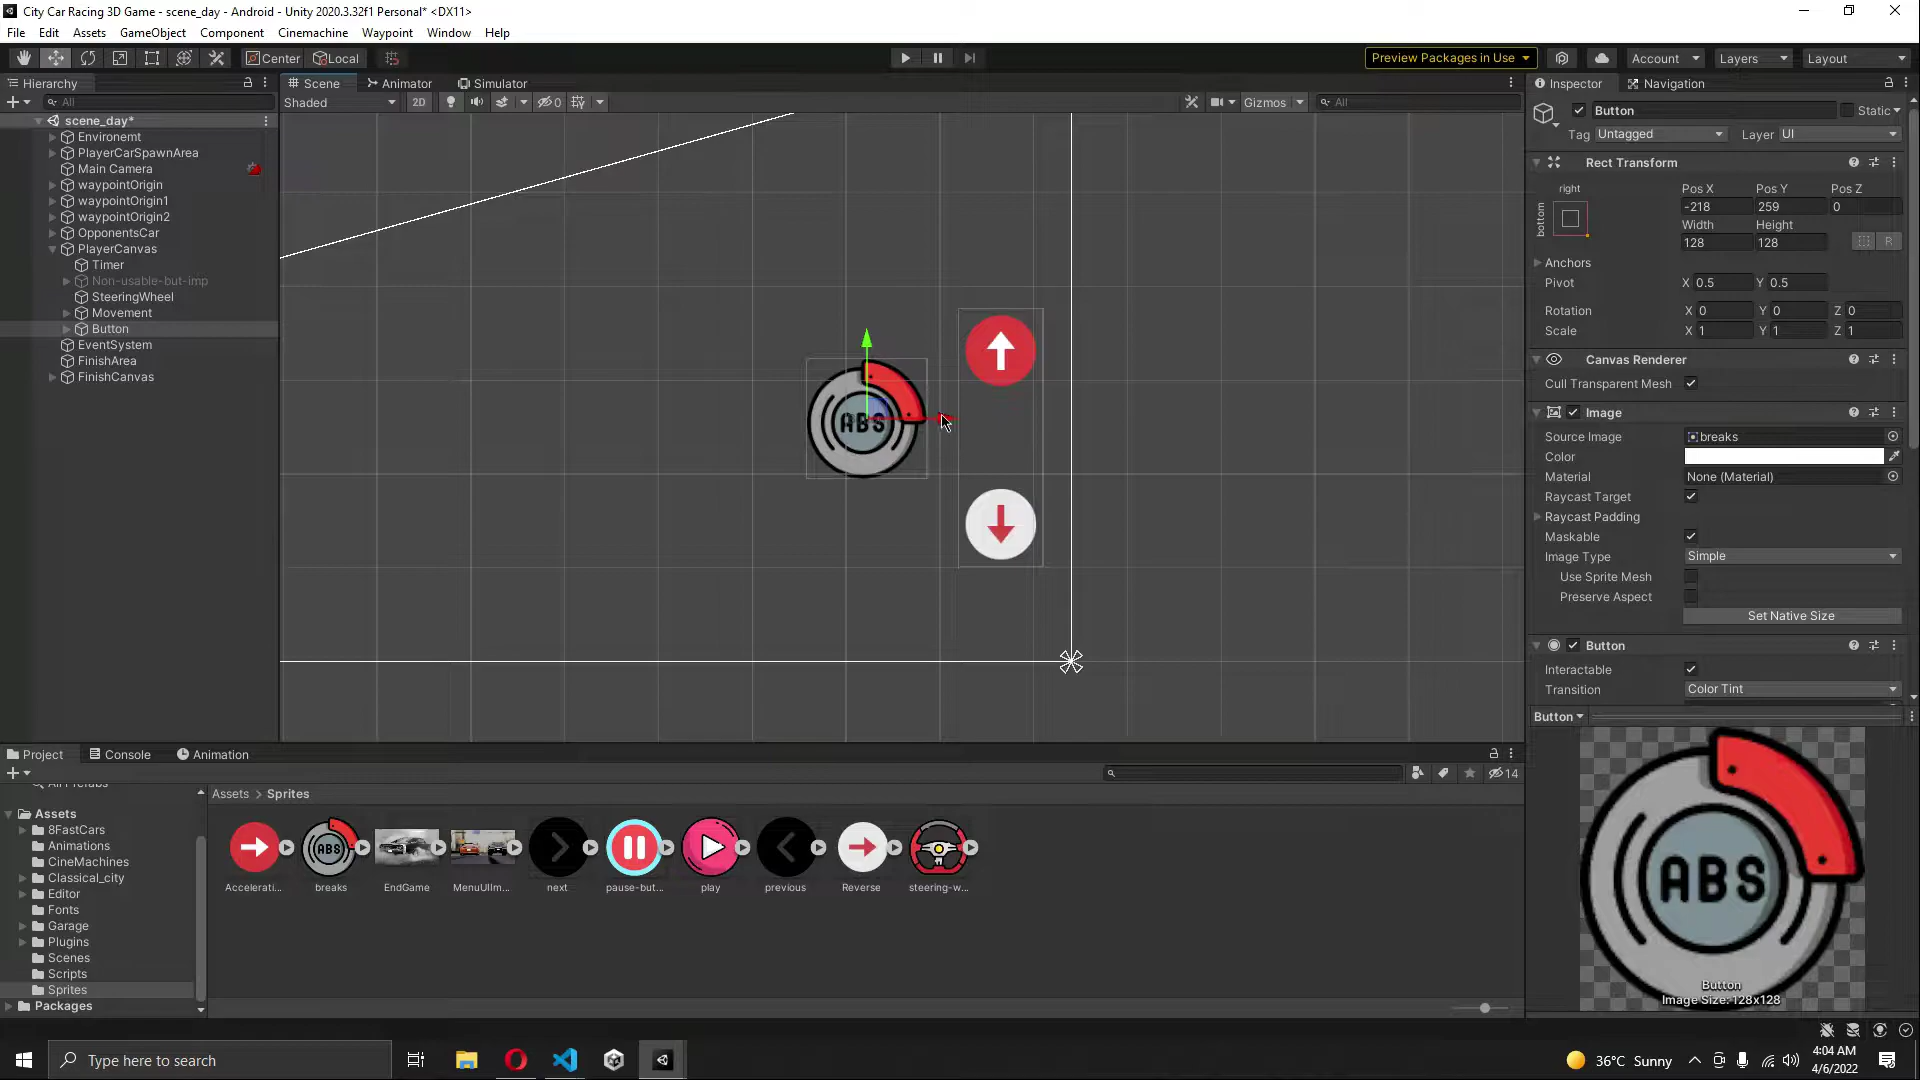 City Car Racing 3D Game - scene_day - Android - Unity 2020.3.32f1 Personal* <DX11>
File Edit Assets GameObject Component Cinemachine Waypoint Window Help
Center Local Preview Packages in Use Account Layers Layout
Hierarchy Scene Animator Simulator Inspector Navigation
All Shaded 2D 0 Gizmos All
scene_day*
Environemt
PlayerCarSpawnArea
Main Camera
waypointOrigin
waypointOrigin1
waypointOrigin2
OpponentsCar
PlayerCanvas
Timer
Non-usable-but-imp
SteeringWheel
Movement
Button
EventSystem
FinishArea
FinishCanvas
ABS
Button Static
Tag Untagged Layer UI
Rect Transform
right
bottom
Pos X Pos Y Pos Z
-218 259 0
Width Height
128 128
R
Anchors
Pivot X 0.5 Y 0.5
Rotation X 0 Y 0 Z 0
Scale X 1 Y 1 Z 1
Canvas Renderer
Cull Transparent Mesh
Image
Source Image breaks
Color
Material None (Material)
Raycast Target
Raycast Padding
Maskable
Image Type Simple
Use Sprite Mesh
Preserve Aspect
Set Native Size
Button
Interactable
Transition Color Tint
Button
ABS
Button
Image Size: 128x128
Project Console Animation
14
All Prefabs
Assets
8FastCars
Animations
CineMachines
Classical_city
Editor
Fonts
Garage
Plugins
Scenes
Scripts
Sprites
Packages
Assets > Sprites
ABS
Accelerati... breaks EndGame MenuUIIm... next pause-but... play previous Reverse steering-w...
Type here to search
36°C Sunny
4:04 AM
4/6/2022